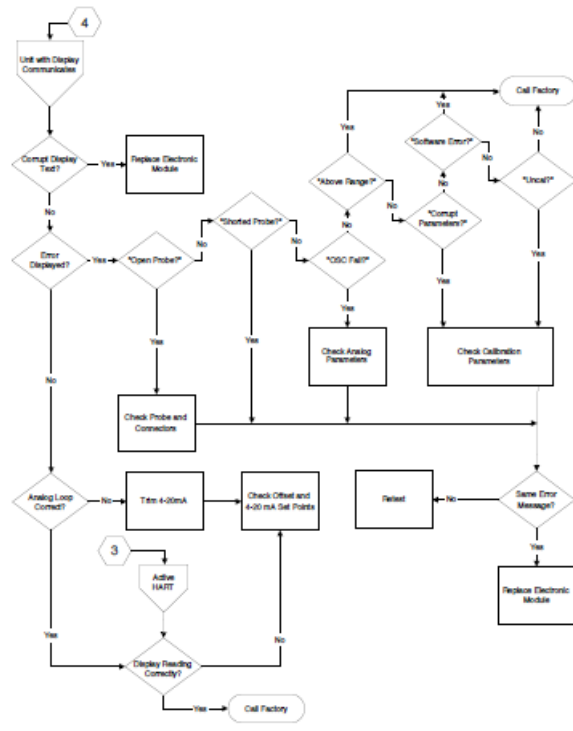 4
Unit with Display
Communicates
Call Factory
Yes
Yes
Corrupt Display
Text?
Yes
Replace Electronic
Module
"Software Error?"
No
No
"Above Range?"
No
"Uncal?"
No
No
"Shorted Probe?"
No
"Corrupt
Parameters?"
No
Error
Displayed?
Yes
"Open Probe?"
No
No
"OSC Fail?"
Yes
Yes
Yes
Yes
Yes
Check Analog
Parameters
Check Calibration
Parameters
No
Check Probe and
Connectors
Analog Loop
Correct?
No
Trim 4-20mA
Check Offset and
4-20 mA Set Points
Retest
No
Same Error
Message?
3
Yes
Active
HART
Replace Electronic
Module
Yes
No
Display Reading
Correctly?
Yes
Call Factory